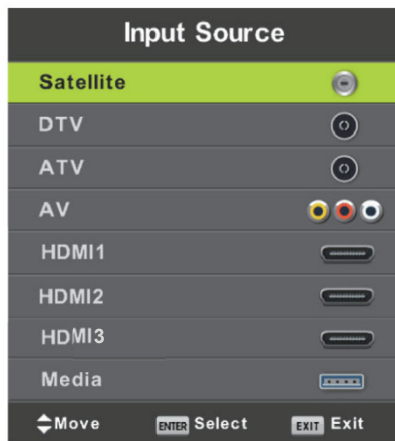 Input Source
Satellite
DTV
ATV
AV
HDMI1
HDMI2
HDMI3
Media
Move ENTER Select EXIT Exit